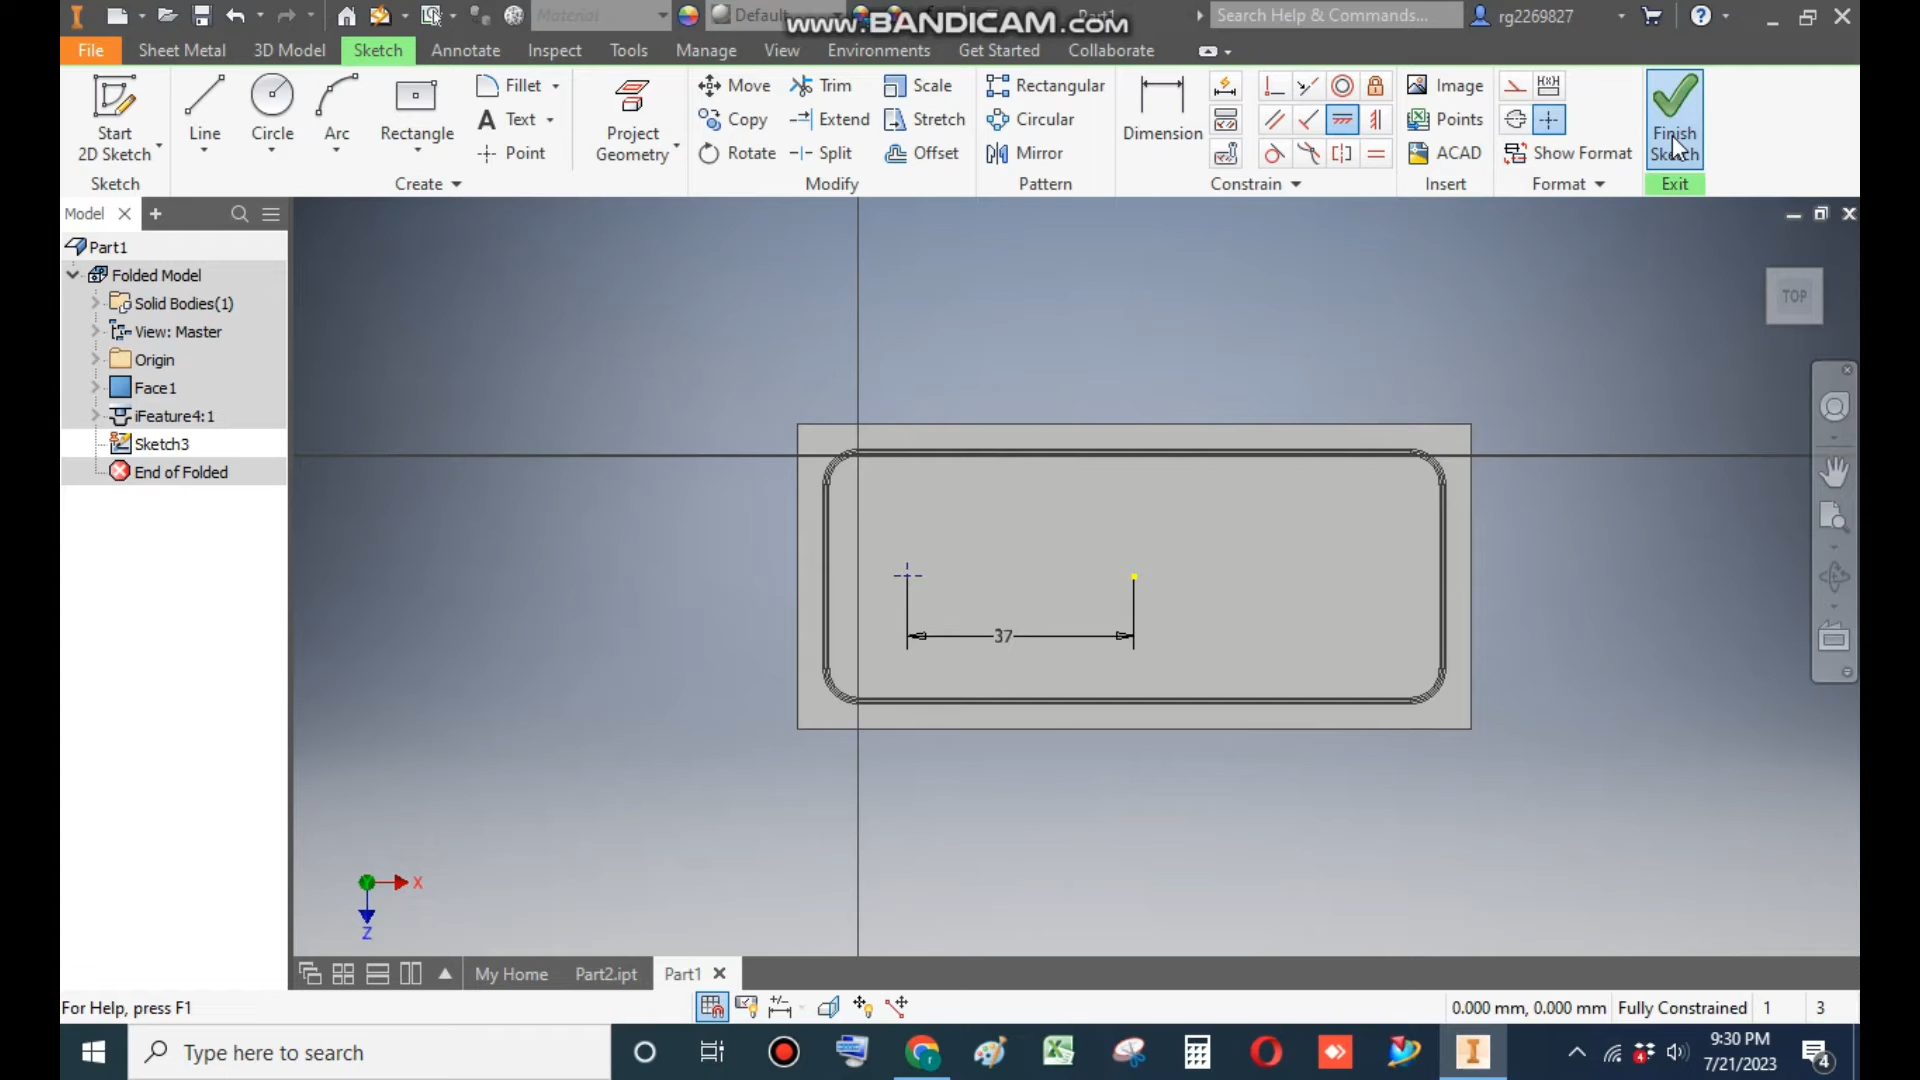 Material
Default
www.BANDICAM.com
Part1
Search Help & Commands...
rg2269827
File
Sheet Metal
3D Model
Sketch
Annotate
Inspect
Tools
Manage
View
Environments
Get Started
Collaborate
Start
2D Sketch
Line
Circle
Arc
Rectangle
Fillet
Text
Point
Project
Geometry
Move
Copy
Rotate
Trim
Extend
Split
Scale
Stretch
Offset
Rectangular
Circular
Mirror
Dimension
Image
Points
ACAD
Show Format
Finish
Sketch
Sketch
Create
Modify
Pattern
Constrain
Insert
Format
Exit
Model
Part1
Folded Model
Solid Bodies(1)
View: Master
Origin
Face1
iFeature4:1
Sketch3
End of Folded
TOP
37
X
Z
My Home
Part2.ipt
Part1
For Help, press F1
0.000 mm, 0.000 mm
Fully Constrained
1
3
Type here to search
9:30 PM
7/21/2023
4